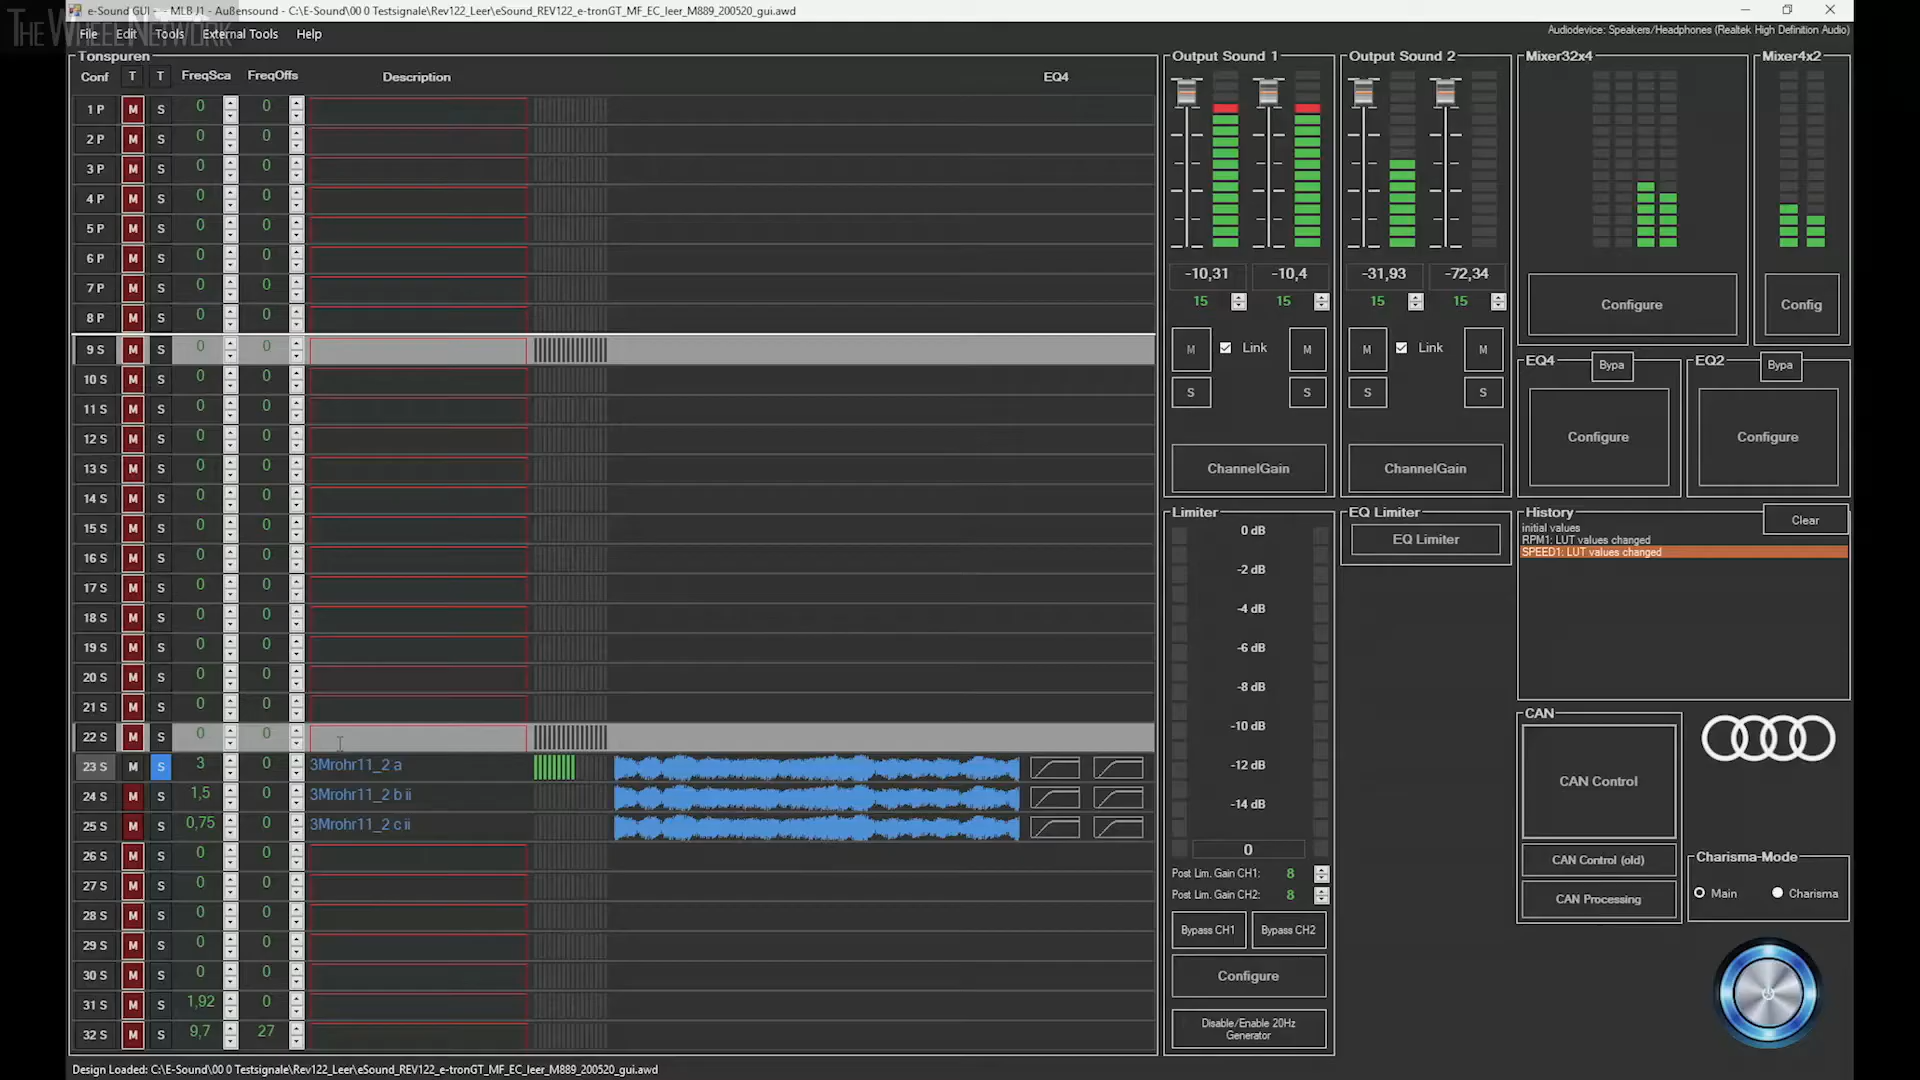 THE WHEEL NETWORK
e-Sound GUI - - MLB J1 - Außensound - C:\E-Sound\00 0 Testsignale\Rev122_Leer\eSound_REV122_e-tronGT_MF_EC_leer_M889_200520_gui.awd
File Edit Tools External Tools Help
Audiodevice: Speakers/Headphones (Realtek High Definition Audio)
Tonspuren
Conf T T FreqSca FreqOffs Description EQ4
1 P M S 0 0
2 P M S 0 0
3 P M S 0 0
4 P M S 0 0
5 P M S 0 0
6 P M S 0 0
7 P M S 0 0
8 P M S 0 0
9 S M S 0 0
10 S M S 0 0
11 S M S 0 0
12 S M S 0 0
13 S M S 0 0
14 S M S 0 0
15 S M S 0 0
16 S M S 0 0
17 S M S 0 0
18 S M S 0 0
19 S M S 0 0
20 S M S 0 0
21 S M S 0 0
22 S M S 0 0
23 S M S 3 0 3Mrohr11_2 a
24 S M S 1,5 0 3Mrohr11_2 b ii
25 S M S 0,75 0 3Mrohr11_2 c ii
26 S M S 0 0
27 S M S 0 0
28 S M S 0 0
29 S M S 0 0
30 S M S 0 0
31 S M S 1,92 0
32 S M S 9,7 27
Output Sound 1
-10,31 -10,4
15 15
M Link M
S S
ChannelGain
Output Sound 2
-31,93 -72,34
15 15
M Link M
S S
ChannelGain
Mixer32x4
Configure
Mixer4x2
Config
EQ4 Bypa
Configure
EQ2 Bypa
Configure
Limiter
0 dB
-2 dB
-4 dB
-6 dB
-8 dB
-10 dB
-12 dB
-14 dB
0
Post Lim. Gain CH1: 8
Post Lim. Gain CH2: 8
Bypass CH1 Bypass CH2
Configure
Disable/Enable 20Hz
Generator
EQ Limiter
EQ Limiter
History
Clear
initial values
RPM1: LUT values changed
SPEED1: LUT values changed
CAN
CAN Control
CAN Control (old)
CAN Processing
Charisma-Mode
Main Charisma
Design Loaded: C:\E-Sound\00 0 Testsignale\Rev122_Leer\eSound_REV122_e-tronGT_MF_EC_leer_M889_200520_gui.awd